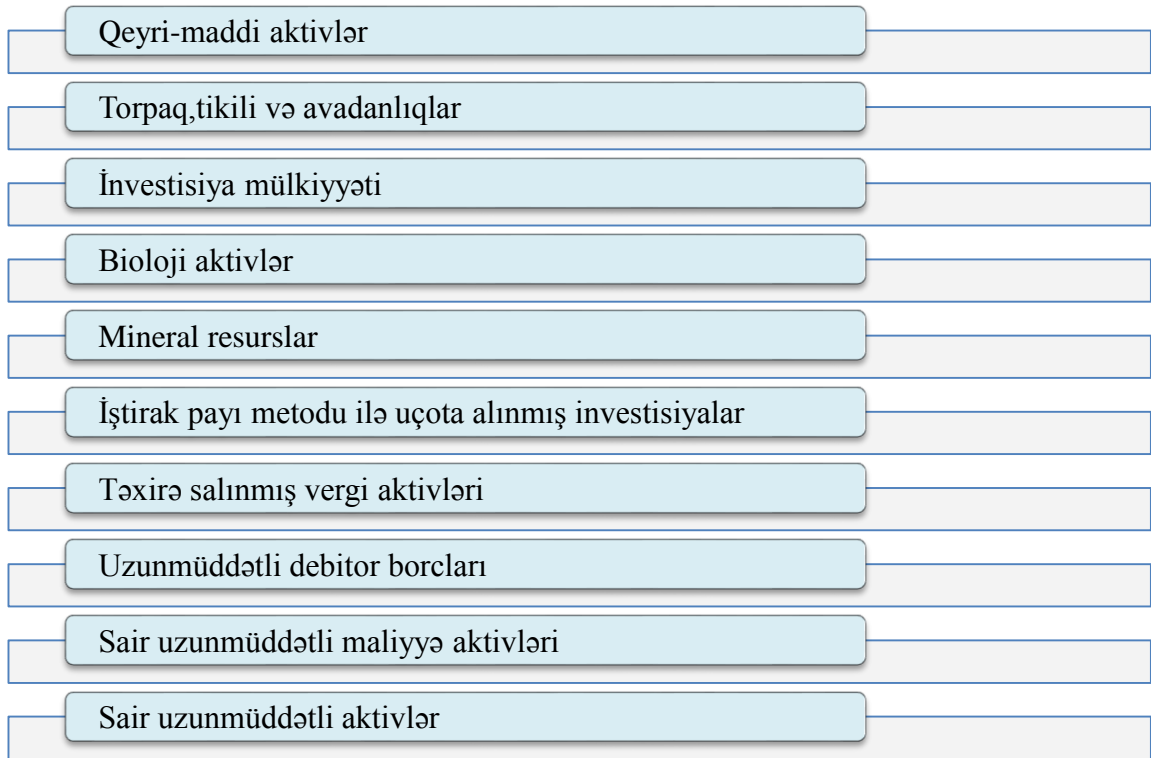 Qeyri-maddi aktivlər
Torpaq,tikili və avadanlıqlar
İnvestisiya mülkiyyəti
Bioloji aktivlər
Mineral resurslar
İştirak payı metodu ilə uçota alınmış investisiyalar
Təxirə salınmış vergi aktivləri
Uzunmüddətli debitor borcları
Sair uzunmüddətli maliyyə aktivləri
Sair uzunmüddətli aktivlər